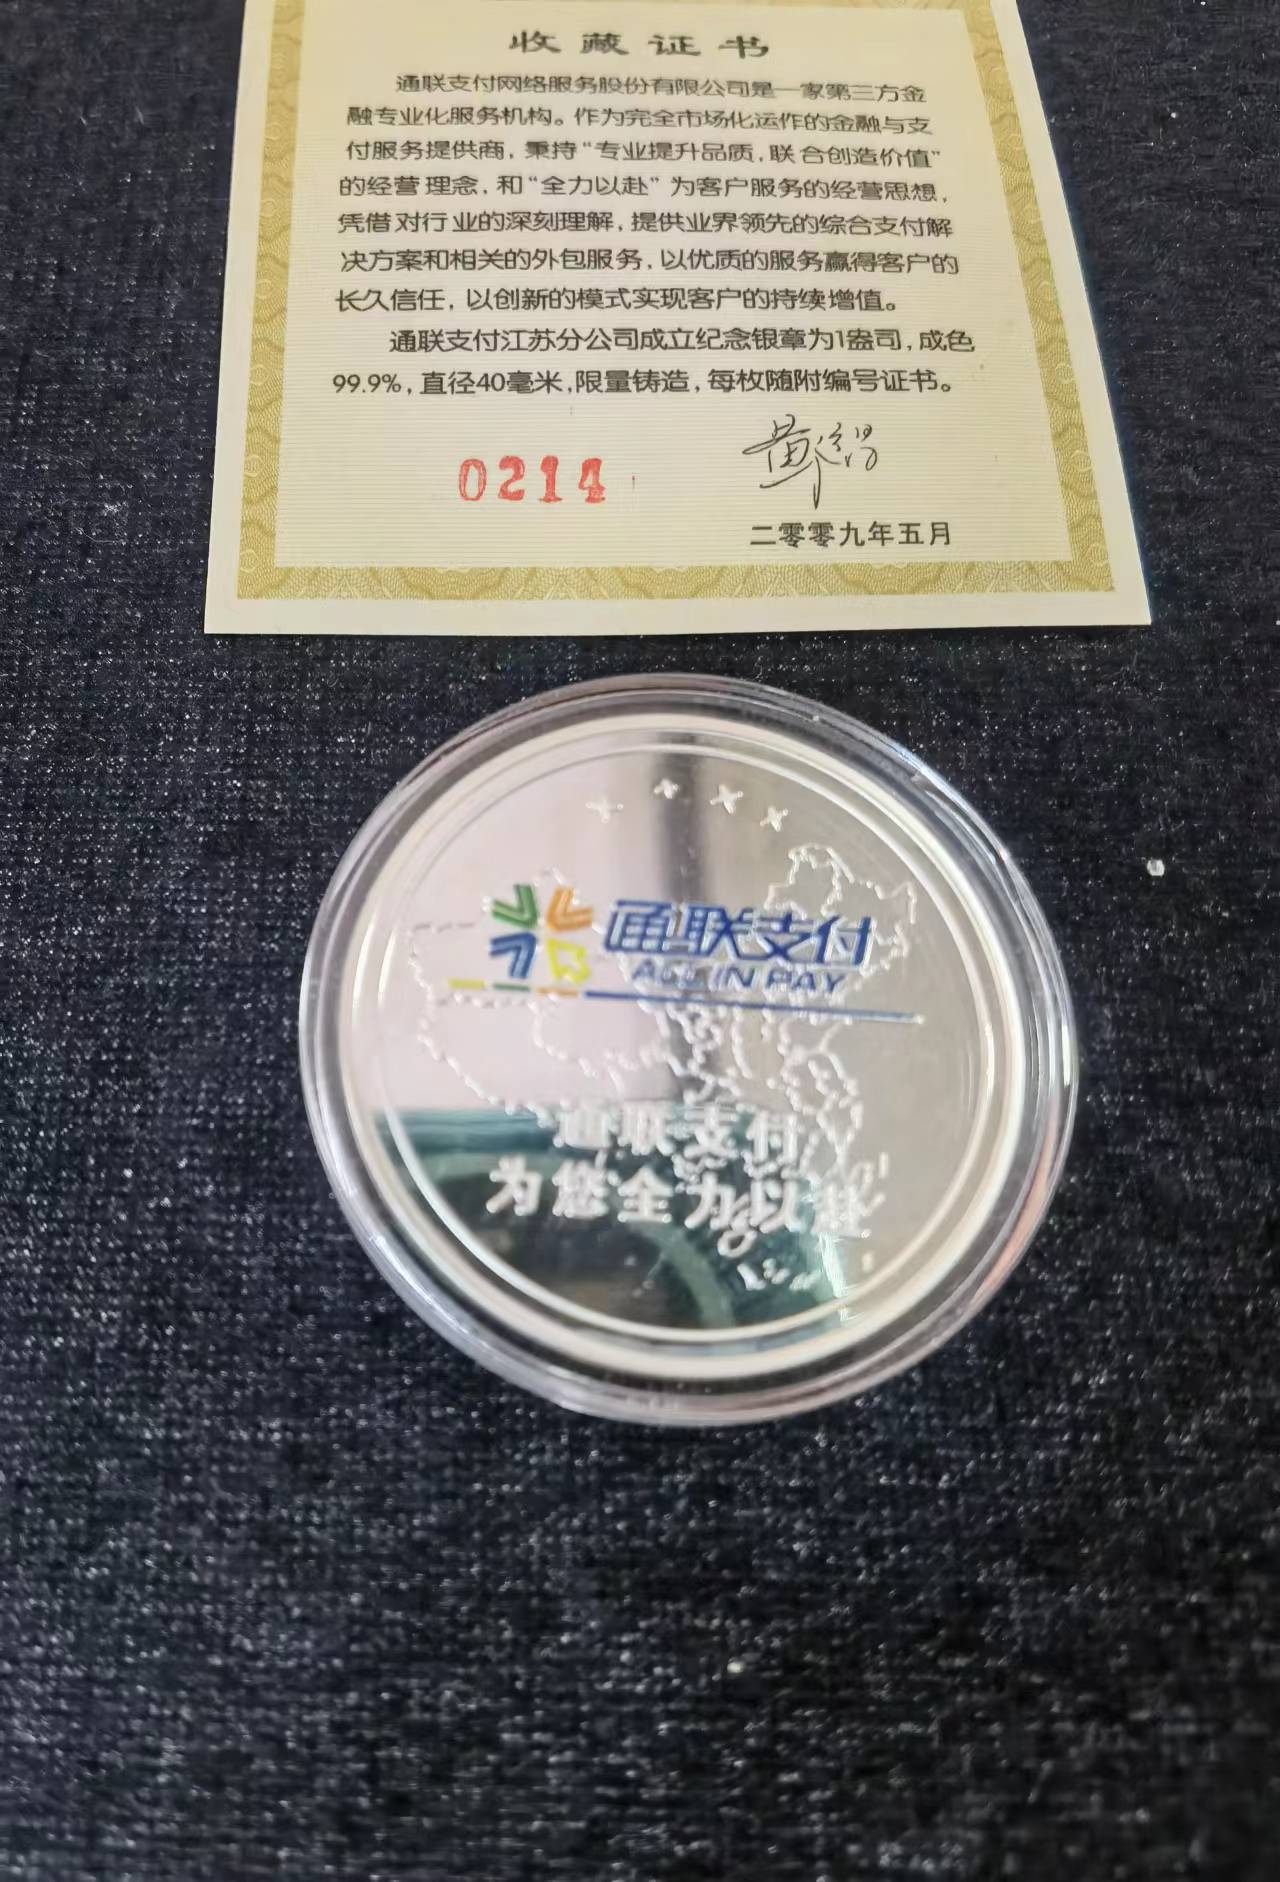 收藏证书
通联支付网络服务股份有限公司是一家第三方金
融专业化服务机构。作为完全市场化运作的金融与支
付服务提供商，秉持“专业提升品质，联合创造价值”
的经营理念，和“全力以赴”为客户服务的经营思想，
凭借对行业的深刻理解，提供业界领先的综合支付解
决方案和相关的外包服务，以优质的服务赢得客户的
长久信任，以创新的模式实现客户的持续增值。
通联支付江苏分公司成立纪念银章为1盎司，成色
99.9%，直径40毫米，限量铸造，每枚随附编号证书。
0214
二零零九年五月
通联支付
ALL IN PAY
通联支付
为您全力以赴